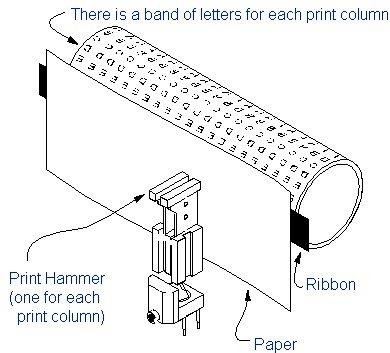 There is a band of letters for each print column
Print Hammer
(one for each
print column)
Ribbon
Paper